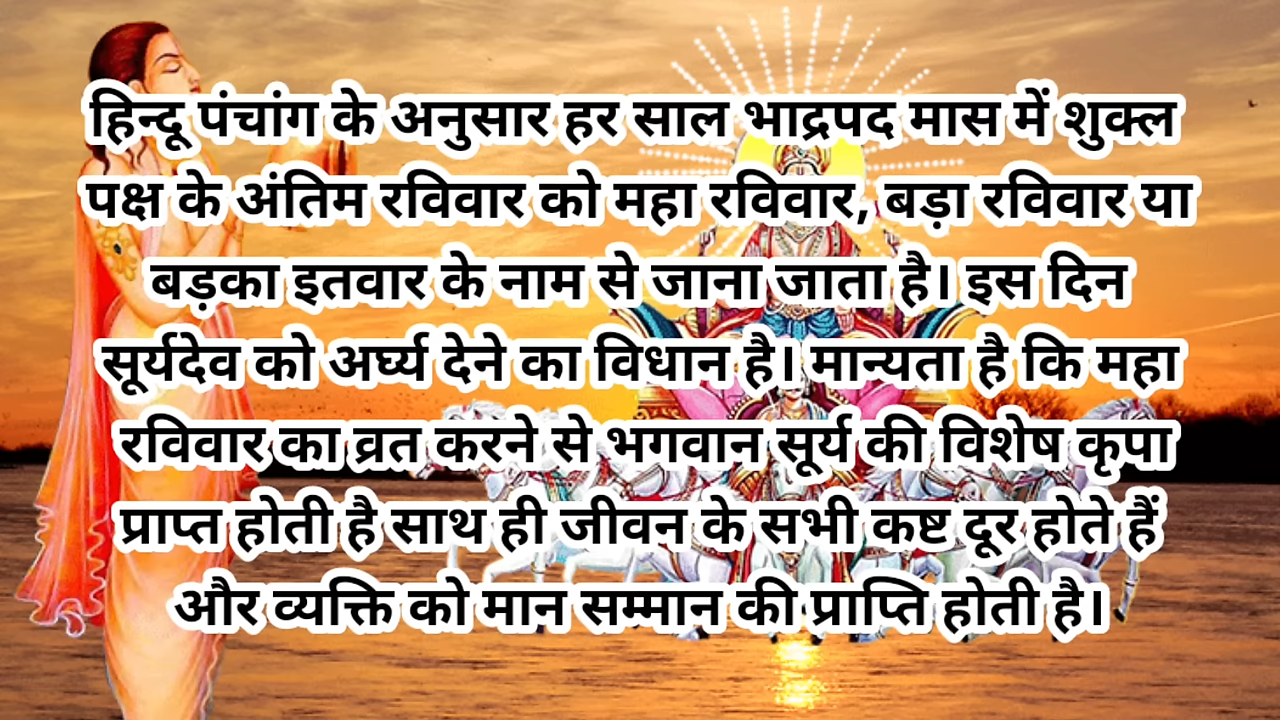 हिन्दू पंचांग के अनुसार हर साल भाद्रपद मास में शुक्ल
पक्ष के अंतिम रविवार को महा रविवार, बड़ा रविवार या
बड़का इतवार के नाम से जाना जाता है। इस दिन
सूर्यदेव को अर्घ्य देने का विधान है। मान्यता है कि महा
रविवार का व्रत करने से भगवान सूर्य की विशेष कृपा
प्राप्त होती है साथ ही जीवन के सभी कष्ट दूर होते हैं
और व्यक्ति को मान सम्मान की प्राप्ति होती है।